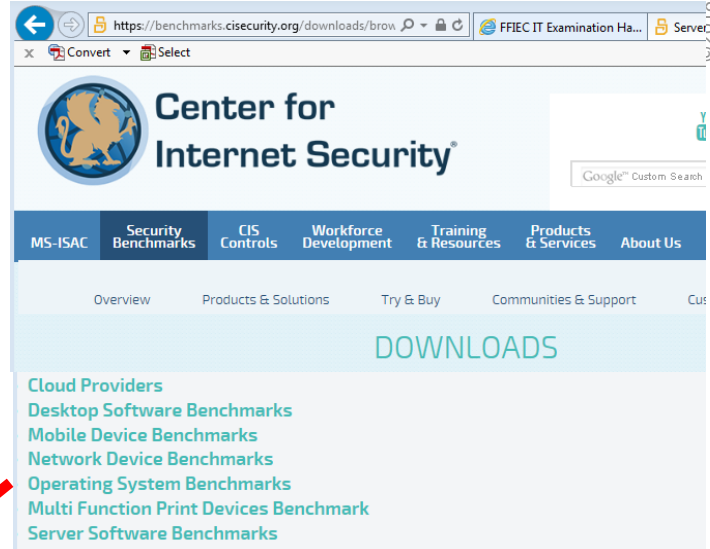 https://benchmarks.cisecurity.org/downloads/brow
FFIEC IT Examination Ha...
Server
x Convert Select
Center for
Internet Security®
Google™ Custom Search
MS-ISAC Security Benchmarks CIS Controls Workforce Development Training & Resources Products & Services About Us
Overview Products & Solutions Try & Buy Communities & Support Cus
DOWNLOADS
Cloud Providers
Desktop Software Benchmarks
Mobile Device Benchmarks
Network Device Benchmarks
Operating System Benchmarks
Multi Function Print Devices Benchmark
Server Software Benchmarks